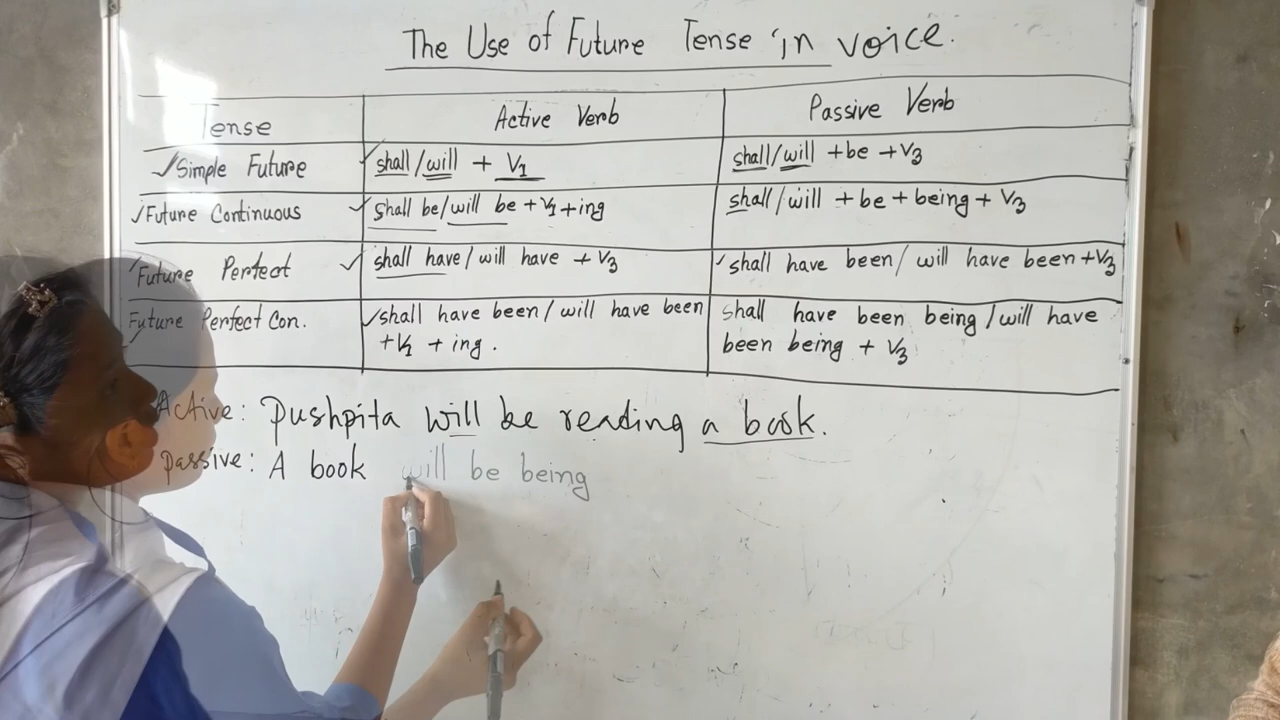 The Use of Future Tense in voice.
Tense Active Verb Passive Verb
Simple Future shall/will + V1 shall/will +be +V3
Future Continuous shall be/will be +V1+ing shall/will +be+being+V3
Future Perfect shall have/will have +V3 shall have been/will have been+V3
Future Perfect Con. shall have been/will have been shall have been being/will have
+V1 + ing. been being + V3
Active: Pushpita will be reading a book.
Passive: A book will be being